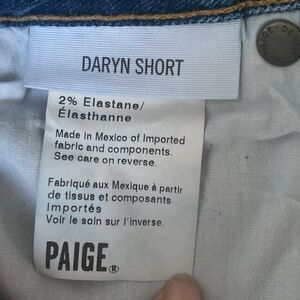 DARYN SHORT
2% Elastane/
Élasthanne
Made in Mexico of Imported
fabric and components.
See care on reverse.
Fabriqué aux Mexique à partir
de tissus et composants
Importés
Voir le soin sur l'inverse.
PAIGE®